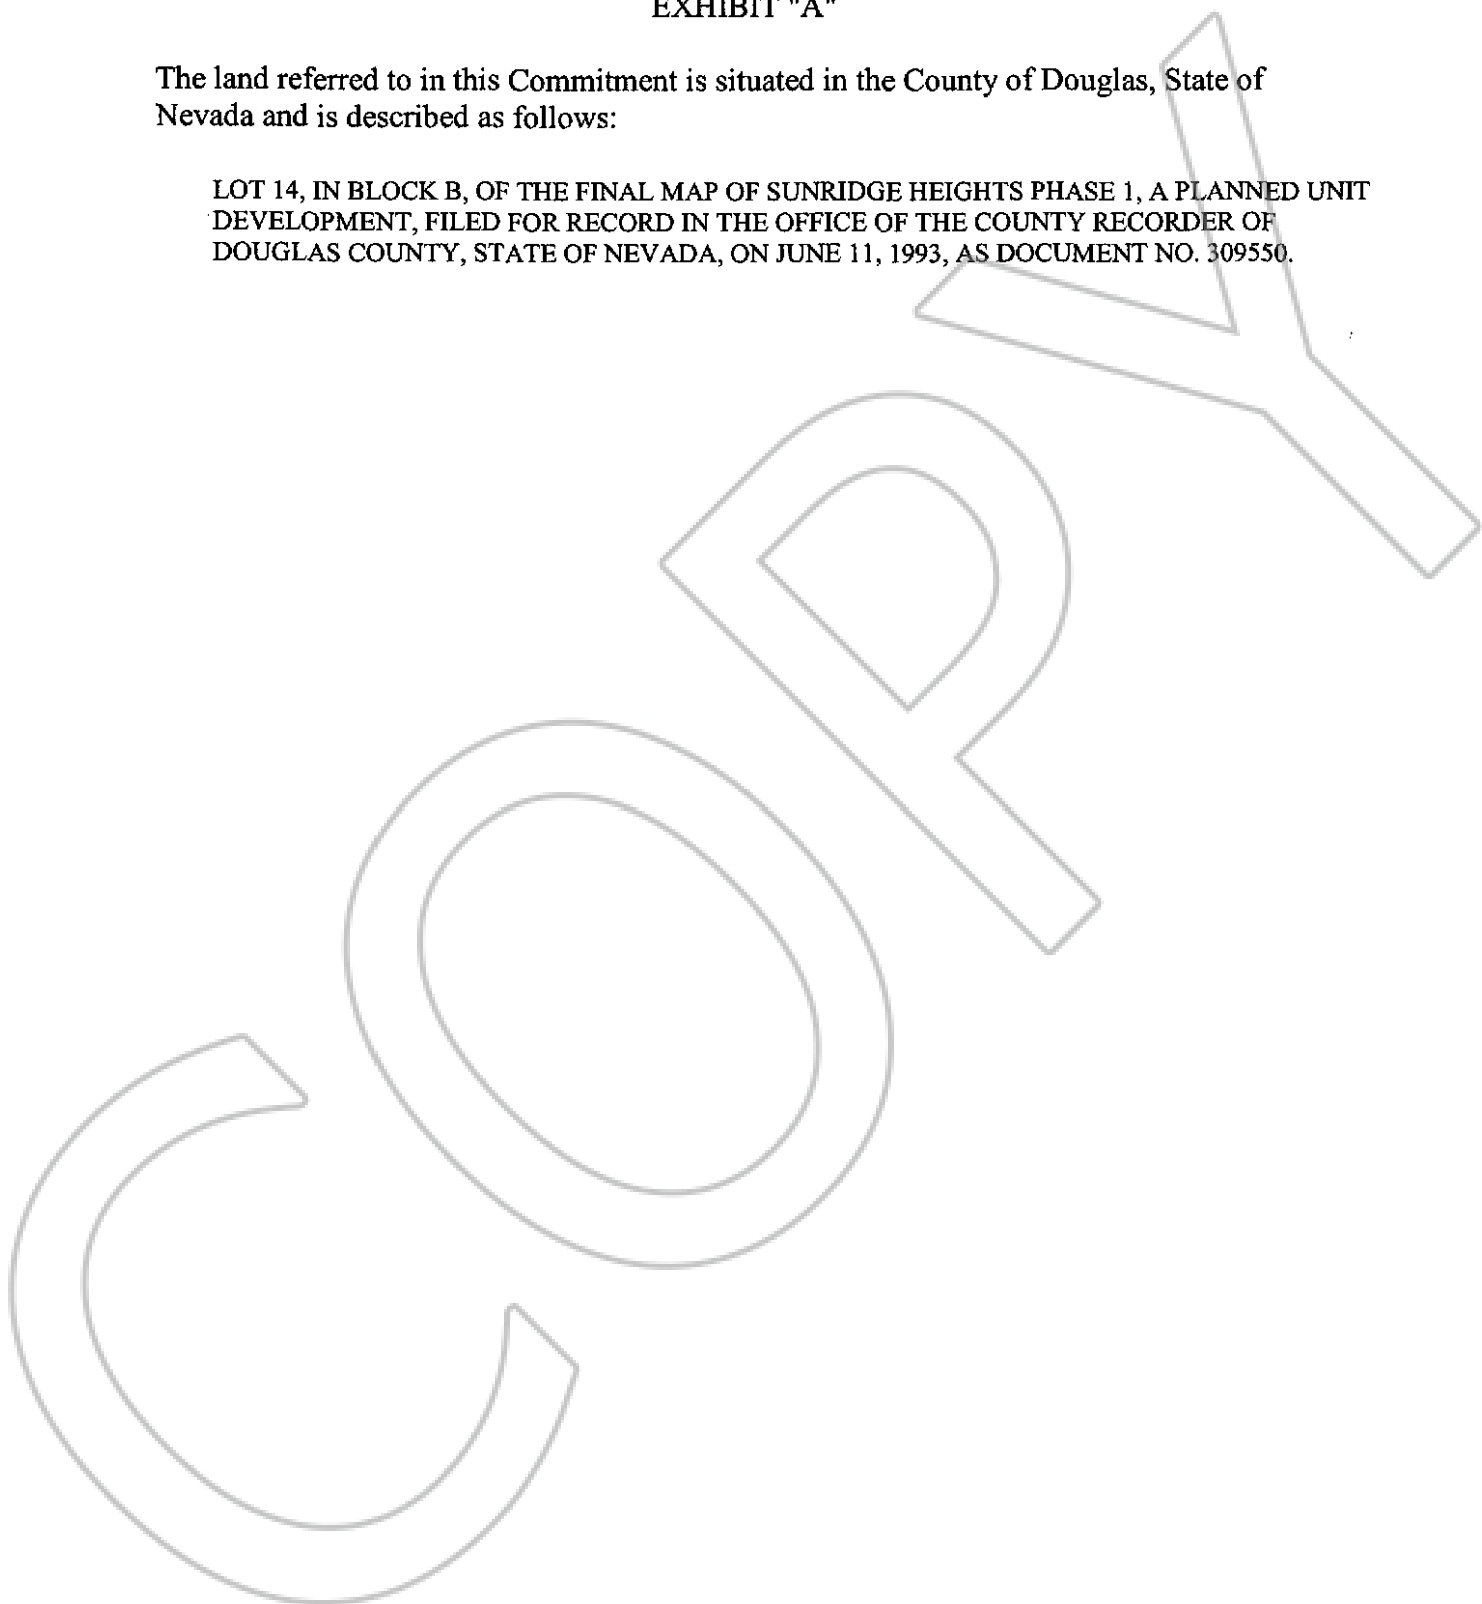 EXHIBIT "A"
The land referred to in this Commitment is situated in the County of Douglas, State of
Nevada and is described as follows:
LOT 14, IN BLOCK B, OF THE FINAL MAP OF SUNRIDGE HEIGHTS PHASE 1, A PLANNED UNIT
DEVELOPMENT, FILED FOR RECORD IN THE OFFICE OF THE COUNTY RECORDER OF
DOUGLAS COUNTY, STATE OF NEVADA, ON JUNE 11, 1993, AS DOCUMENT NO. 309550.
COPY